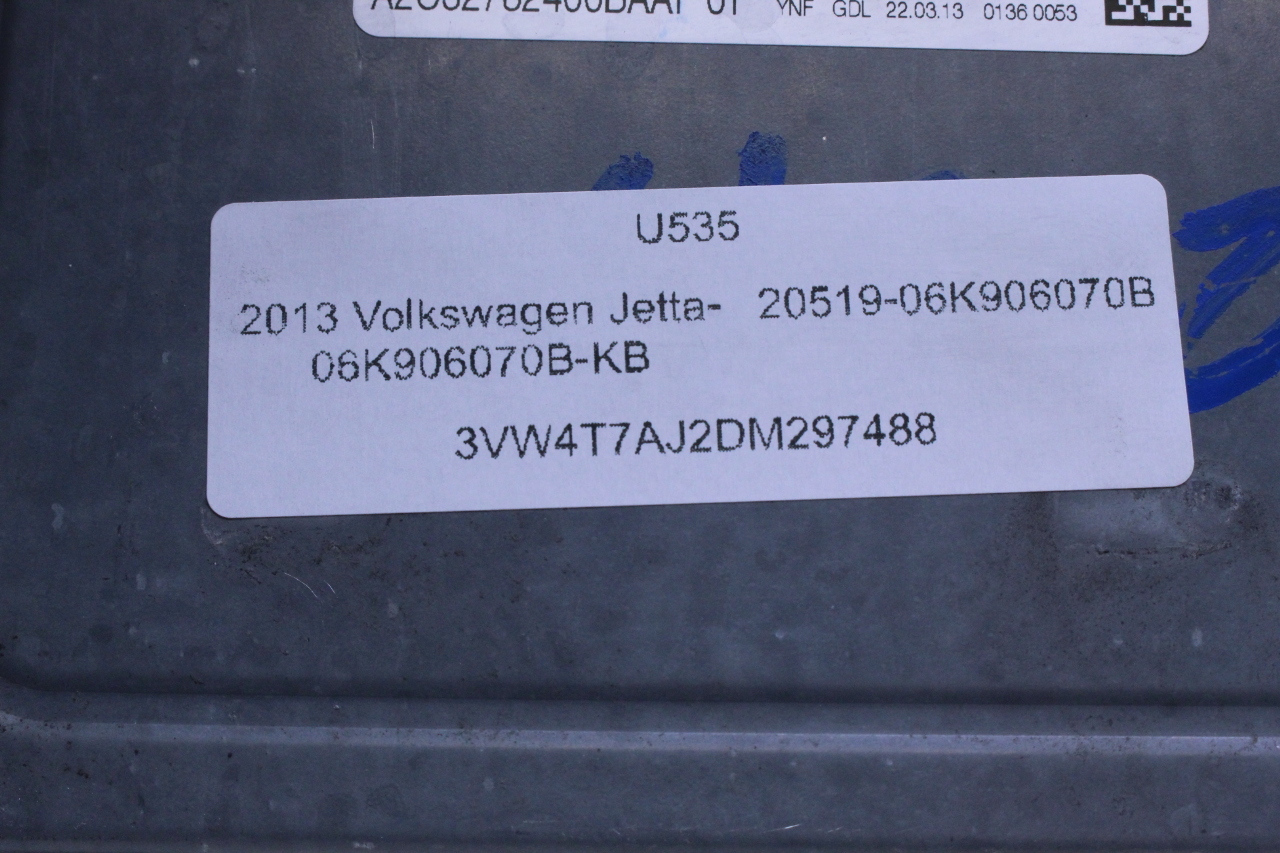 YNF GDL 22.03.13 0136 0053
U535
2013 Volkswagen Jetta- 20519-06K906070B
06K906070B-KB
3VW4T7AJ2DM297488